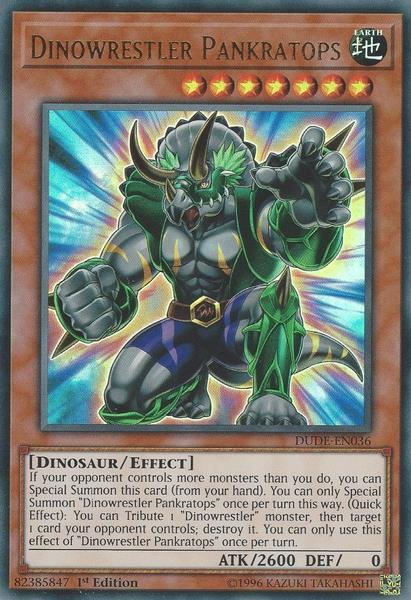 DINOWRESTLER PANKRATOPS
EARTH
地
DUDE-EN036
[DINOSAUR/EFFECT]
If your opponent controls more monsters than you do, you can
Special Summon this card (from your hand). You can only Special
Summon "Dinowrestler Pankratops" once per turn this way. (Quick
Effect): You can Tribute 1 "Dinowrestler" monster, then target
1 card your opponent controls; destroy it. You can only use this
effect of "Dinowrestler Pankratops" once per turn.
ATK/2600 DEF/ 0
82385847 1st Edition ©1996 KAZUKI TAKAHASHI